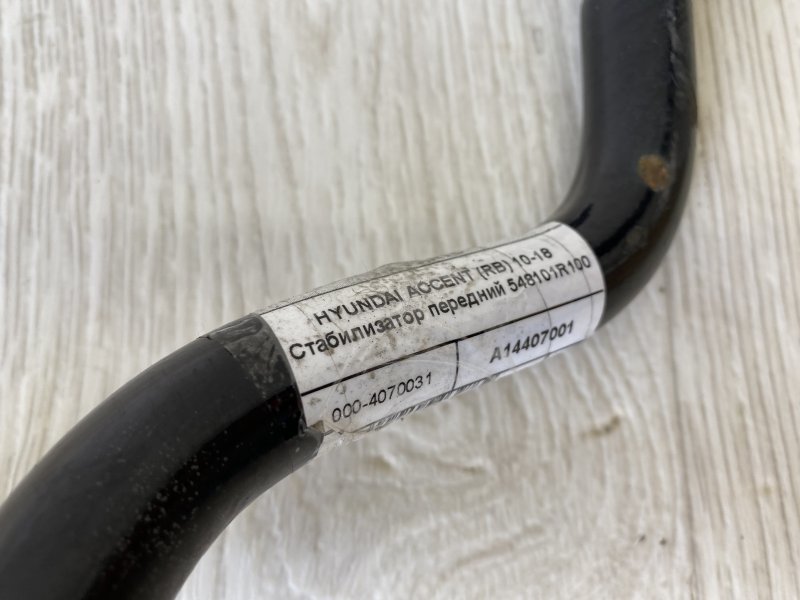 HYUNDAI ACCENT (RB) 10-18
Стабилизатор передний 548101R100
000-4070031
A14407001